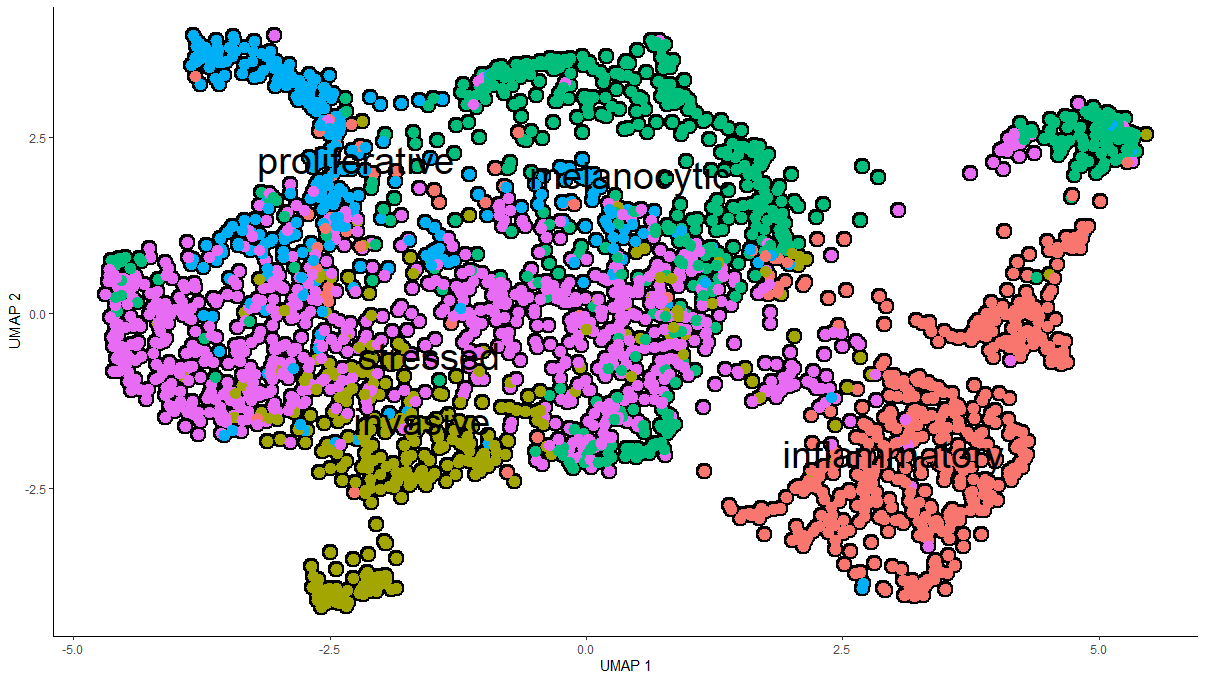 2.5
0.0
-2.5
UMAP 2
proliferative
melanocytic
stressed
invasive
inflammatory
-5.0
-2.5
0.0
2.5
5.0
UMAP 1